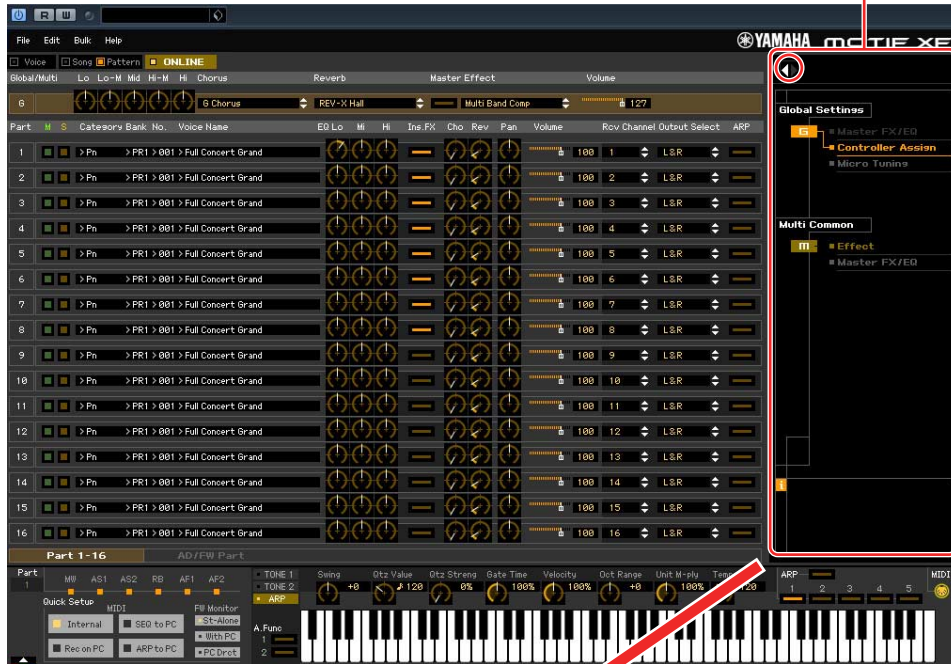 R W
File Edit Bulk Help
YAMAHA MOTIF XF
Voice Song Pattern ONLINE
Global/Multi Lo Lo-M Mid Hi-M Hi Chorus Reverb Master Effect Volume
G G Chorus REV-X Hall Multi Band Comp 127
Part M S Category Bank No. Voice Name EQ Lo Mi Hi Ins.FX Cho Rev Pan Volume Rcv Channel Output Select ARP
1 >Pn >PR1 >001 >Full Concert Grand 100 1 L&R
2 >Pn >PR1 >001 >Full Concert Grand 100 2 L&R
3 >Pn >PR1 >001 >Full Concert Grand 100 3 L&R
4 >Pn >PR1 >001 >Full Concert Grand 100 4 L&R
5 >Pn >PR1 >001 >Full Concert Grand 100 5 L&R
6 >Pn >PR1 >001 >Full Concert Grand 100 6 L&R
7 >Pn >PR1 >001 >Full Concert Grand 100 7 L&R
8 >Pn >PR1 >001 >Full Concert Grand 100 8 L&R
9 >Pn >PR1 >001 >Full Concert Grand 100 9 L&R
10 >Pn >PR1 >001 >Full Concert Grand 100 10 L&R
11 >Pn >PR1 >001 >Full Concert Grand 100 11 L&R
12 >Pn >PR1 >001 >Full Concert Grand 100 12 L&R
13 >Pn >PR1 >001 >Full Concert Grand 100 13 L&R
14 >Pn >PR1 >001 >Full Concert Grand 100 14 L&R
15 >Pn >PR1 >001 >Full Concert Grand 100 15 L&R
16 >Pn >PR1 >001 >Full Concert Grand 100 16 L&R
Global Settings
G Master FX/EQ
Controller Assign
Micro Tuning
Multi Common
m Effect
Master FX/EQ
i
Part 1-16 AD/FW Part
Part MW AS1 AS2 RB AF1 AF2 TONE 1 Swing Qtz Value Qtz Streng Gate Time Velocity Oct Range Unit M-ply ARP MIDI
1 TONE 2 +0 120 0% 100% 100% +0 100% 120 1 2 3 4 5
ARP
Quick Setup MIDI FW Monitor
Internal SEQ to PC St-Alone
With PC
Rec on PC ARP to PC PC Drct
A.Func
1
2